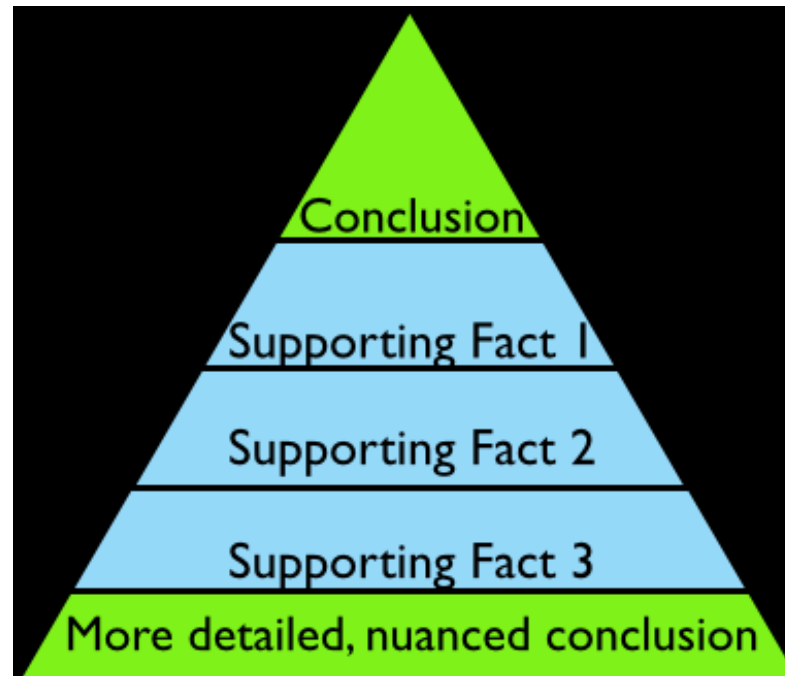 Conclusion
Supporting Fact 1
Supporting Fact 2
Supporting Fact 3
More detailed, nuanced conclusion